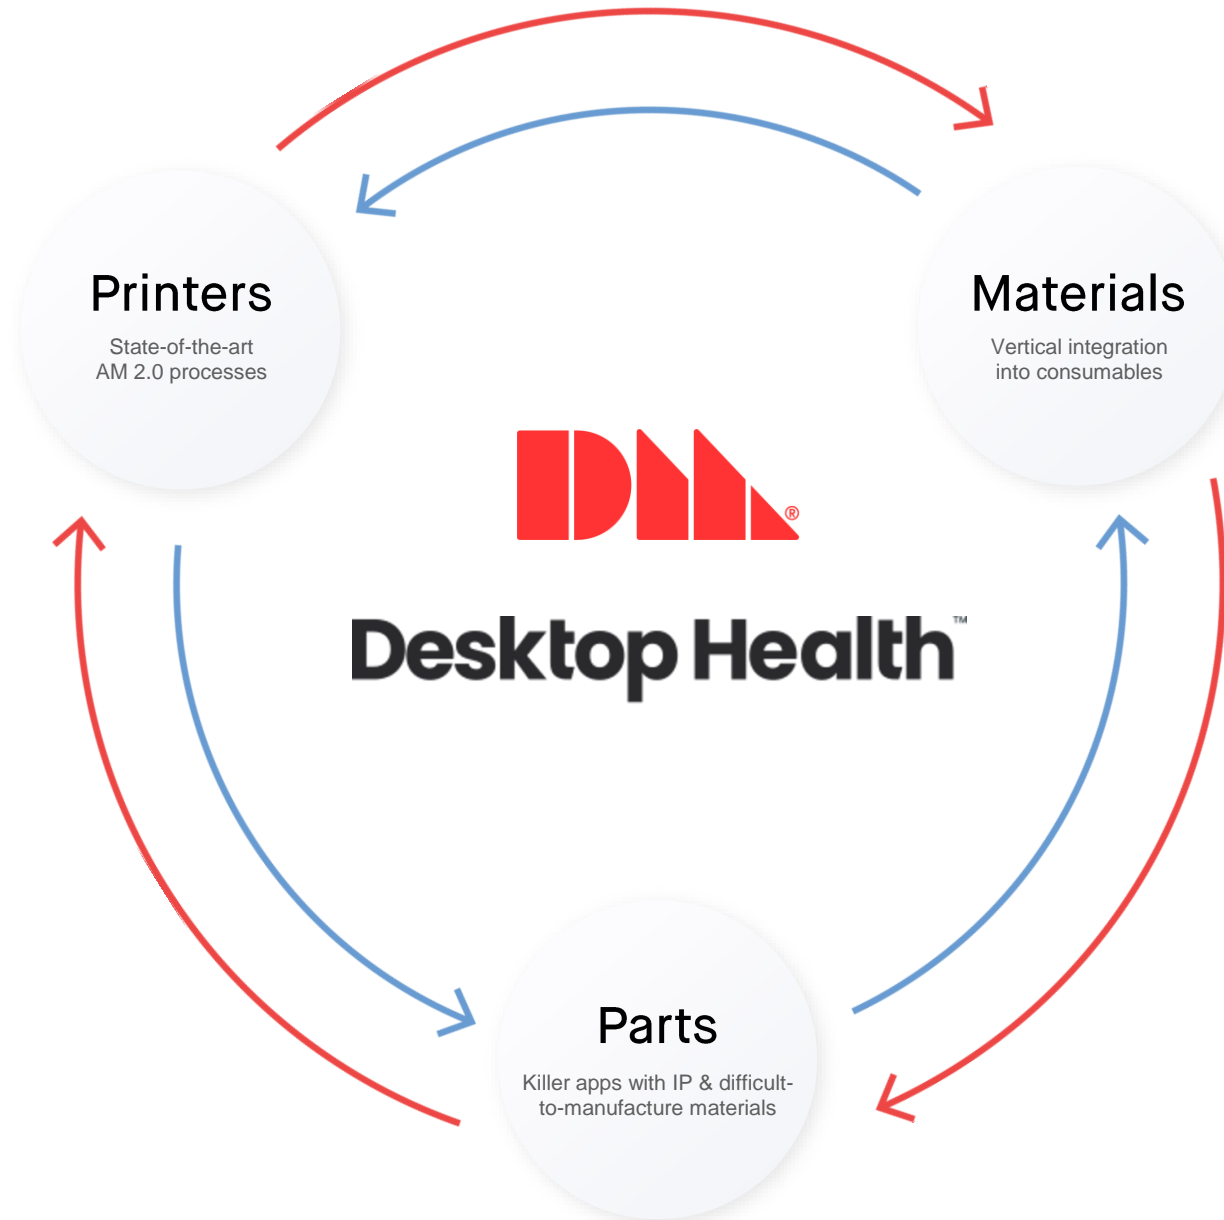 Printers
State-of-the-art
AM 2.0 processes
Materials
Vertical integration
into consumables
DM®
Desktop Health™
Parts
Killer apps with IP & difficult-
to-manufacture materials